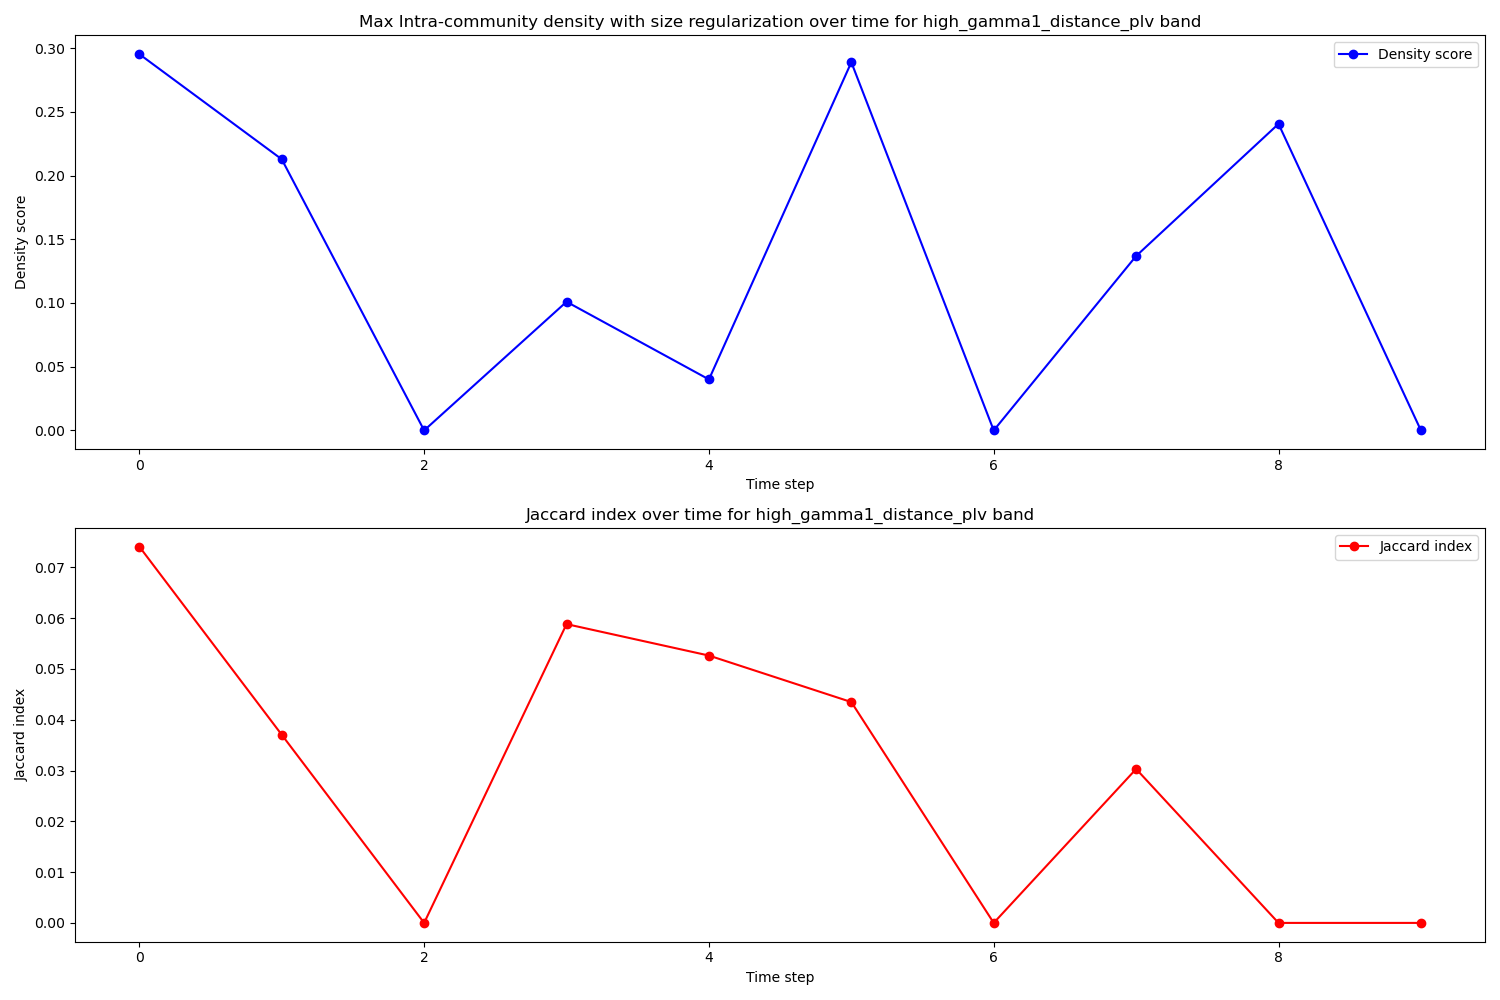 Max Intra-community density with size regularization over time for high_gamma1_distance_plv band
Density score
0.30
0.25
0.20
0.15
0.10
0.05
0.00
Density score
0 2 4 6 8
Time step
Jaccard index over time for high_gamma1_distance_plv band
Jaccard index
0.07
0.06
0.05
0.04
0.03
0.02
0.01
0.00
Jaccard index
0 2 4 6 8
Time step